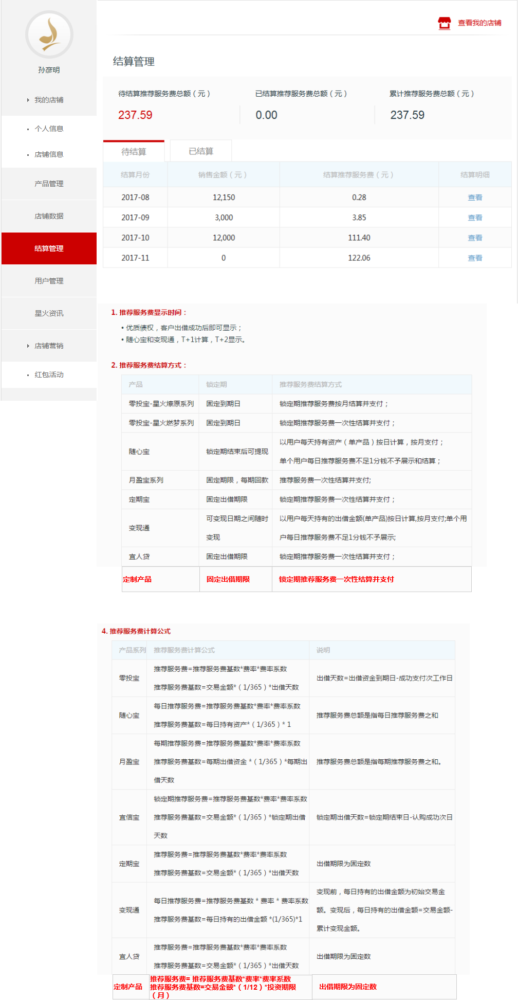 查看我的店铺
孙彦明
我的店铺
个人信息
店铺信息
产品管理
店铺数据
结算管理
用户管理
星火资讯
店铺营销
红包活动
结算管理
待结算推荐服务费总额（元） 已结算推荐服务费总额（元） 累计推荐服务费总额（元）
237.59 0.00 237.59
待结算 已结算
结算月份 销售金额（元） 结算推荐服务费（元） 结算明细
2017-08 12,150 0.28 查看
2017-09 3,000 3.85 查看
2017-10 12,000 111.40 查看
2017-11 0 122.06 查看
1. 推荐服务费显示时间：
• 优质债权，客户出借成功后即可显示；
• 随心宝和变现通，T+1计算，T+2显示。
2. 推荐服务费结算方式：
产品 锁定期 推荐服务费结算方式
零投宝-星火燎原系列 固定到期日 锁定期推荐服务费按月结算并支付；
零投宝-星火燃梦系列 固定到期日 锁定期推荐服务费一次性结算并支付；
随心宝 锁定期结束后可提现 以用户每天持有资产（单产品）按日计算，按月支付；
单个用户每日推荐服务费不足1分钱不予展示和结算；
月盈宝系列 固定期限，每期回款 推荐服务费一次性结算并支付;
定期宝 固定出借期限 锁定期推荐服务费一次性结算并支付；
变现通
可变现日期之间随时
变现
以用户每天持有的出借金额(单产品)按日计算,按月支付;单个用
户每日推荐服务费不足1分钱不予展示;
宜人贷 固定出借期限 锁定期推荐服务费一次性结算并支付；
定制产品 固定出借期限 锁定期推荐服务费一次性结算并支付
4. 推荐服务费计算公式
产品系列 推荐服务费计算公式 说明
零投宝
推荐服务费=推荐服务费基数*费率*费率系数
推荐服务费基数=交易金额*（1/365）*出借天数
出借天数=出借资金到期日-成功支付次工作日
随心宝
每日推荐服务费=推荐服务费基数*费率*费率系数
推荐服务费基数=每日持有资产*（1/365）* 1
推荐服务费总额是指每日推荐服务费之和
月盈宝
每期推荐服务费=推荐服务费基数*费率*费率系数
推荐服务费基数=每期出借资金 *（1/365）*每期出
借天数
推荐服务费总额是指每期推荐服务费之和。
宜信宝
锁定期推荐服务费=推荐服务费基数*费率*费率系数
推荐服务费基数=交易金额*（1/365）*锁定期出借
天数
锁定期出借天数=锁定期结束日-认购成功次日
定期宝
推荐服务费=推荐服务费基数*费率*费率系数
推荐服务费基数=交易金额*（1/365）*出借天数
出借期限为固定数
变现通
每日推荐服务费=推荐服务费基数 * 费率 * 费率系数
推荐服务费基数=每日持有的出借金额 *(1/365)*1
变现前，每日持有的出借金额为初始交易金
额。变现后，每日持有的出借金额=交易金额-
累计变现金额。
宜人贷
推荐服务费=推荐服务费基数*费率*费率系数
推荐服务费基数=交易金额*（1/365）*出借天数
出借期限为固定数
定制产品
推荐服务费= 推荐服务费基数*费率*费率系数
推荐服务费基数=交易金额*（1/12）*投资期限
（月）
出借期限为固定数